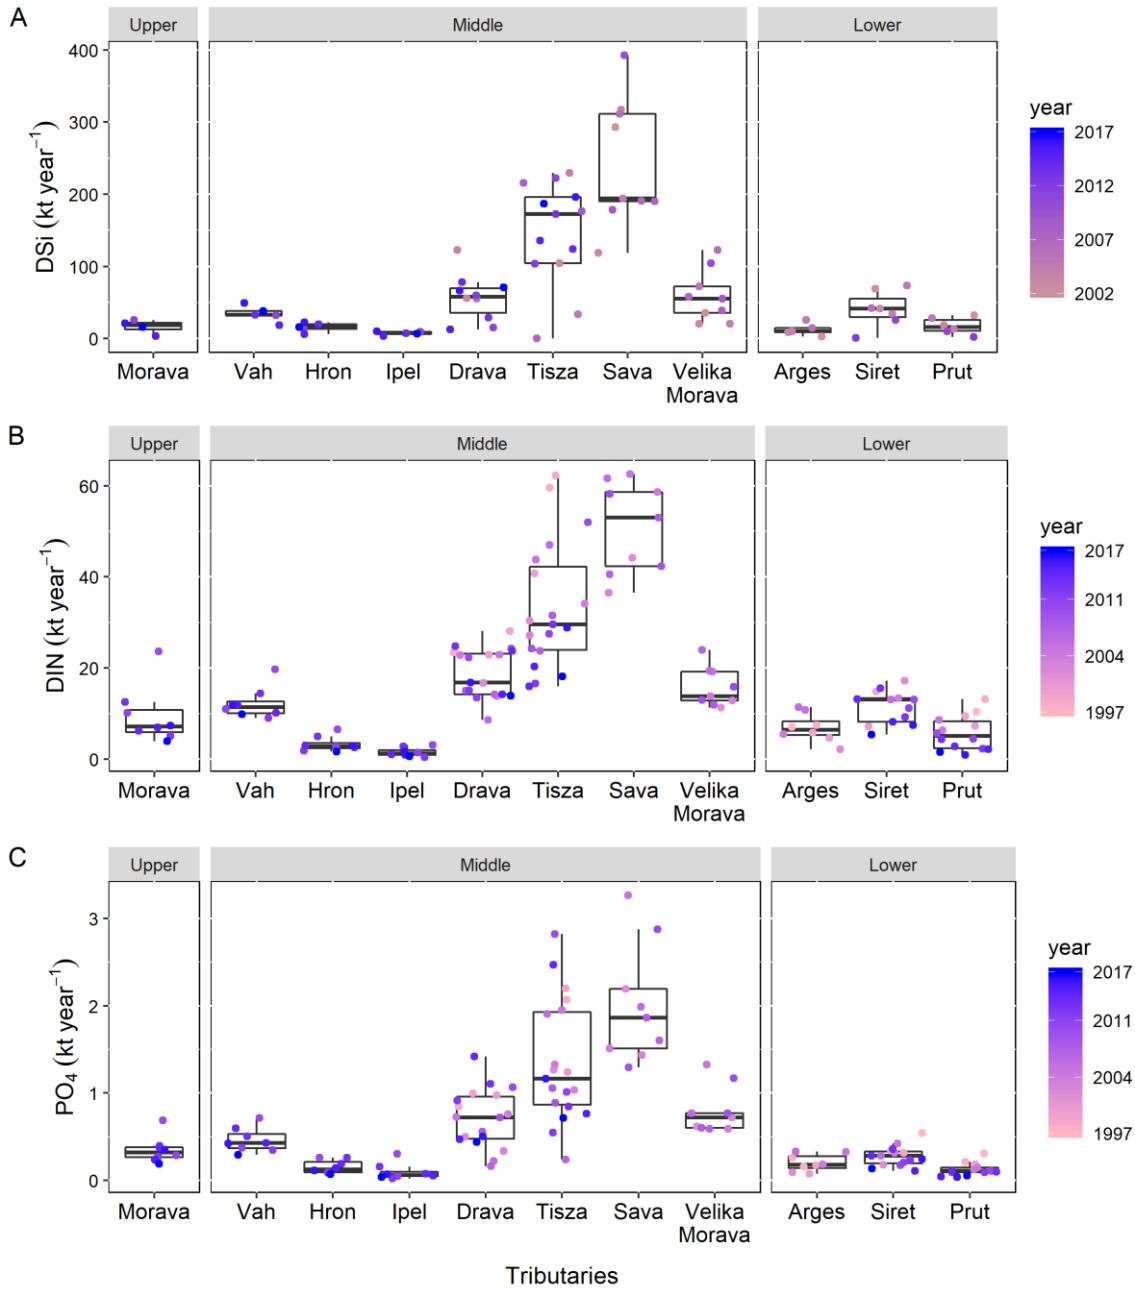 A
Upper Middle Lower
400
300
200
100
0
DSi (kt year⁻¹)
Morava Vah Hron Ipel Drava Tisza Sava Velika Morava Arges Siret Prut
year
2017
2012
2007
2002
B
Upper Middle Lower
60
40
20
0
DIN (kt year⁻¹)
Morava Vah Hron Ipel Drava Tisza Sava Velika Morava Arges Siret Prut
year
2017
2011
2004
1997
C
Upper Middle Lower
3
2
1
0
PO₄ (kt year⁻¹)
Morava Vah Hron Ipel Drava Tisza Sava Velika Morava Arges Siret Prut
year
2017
2011
2004
1997
Tributaries